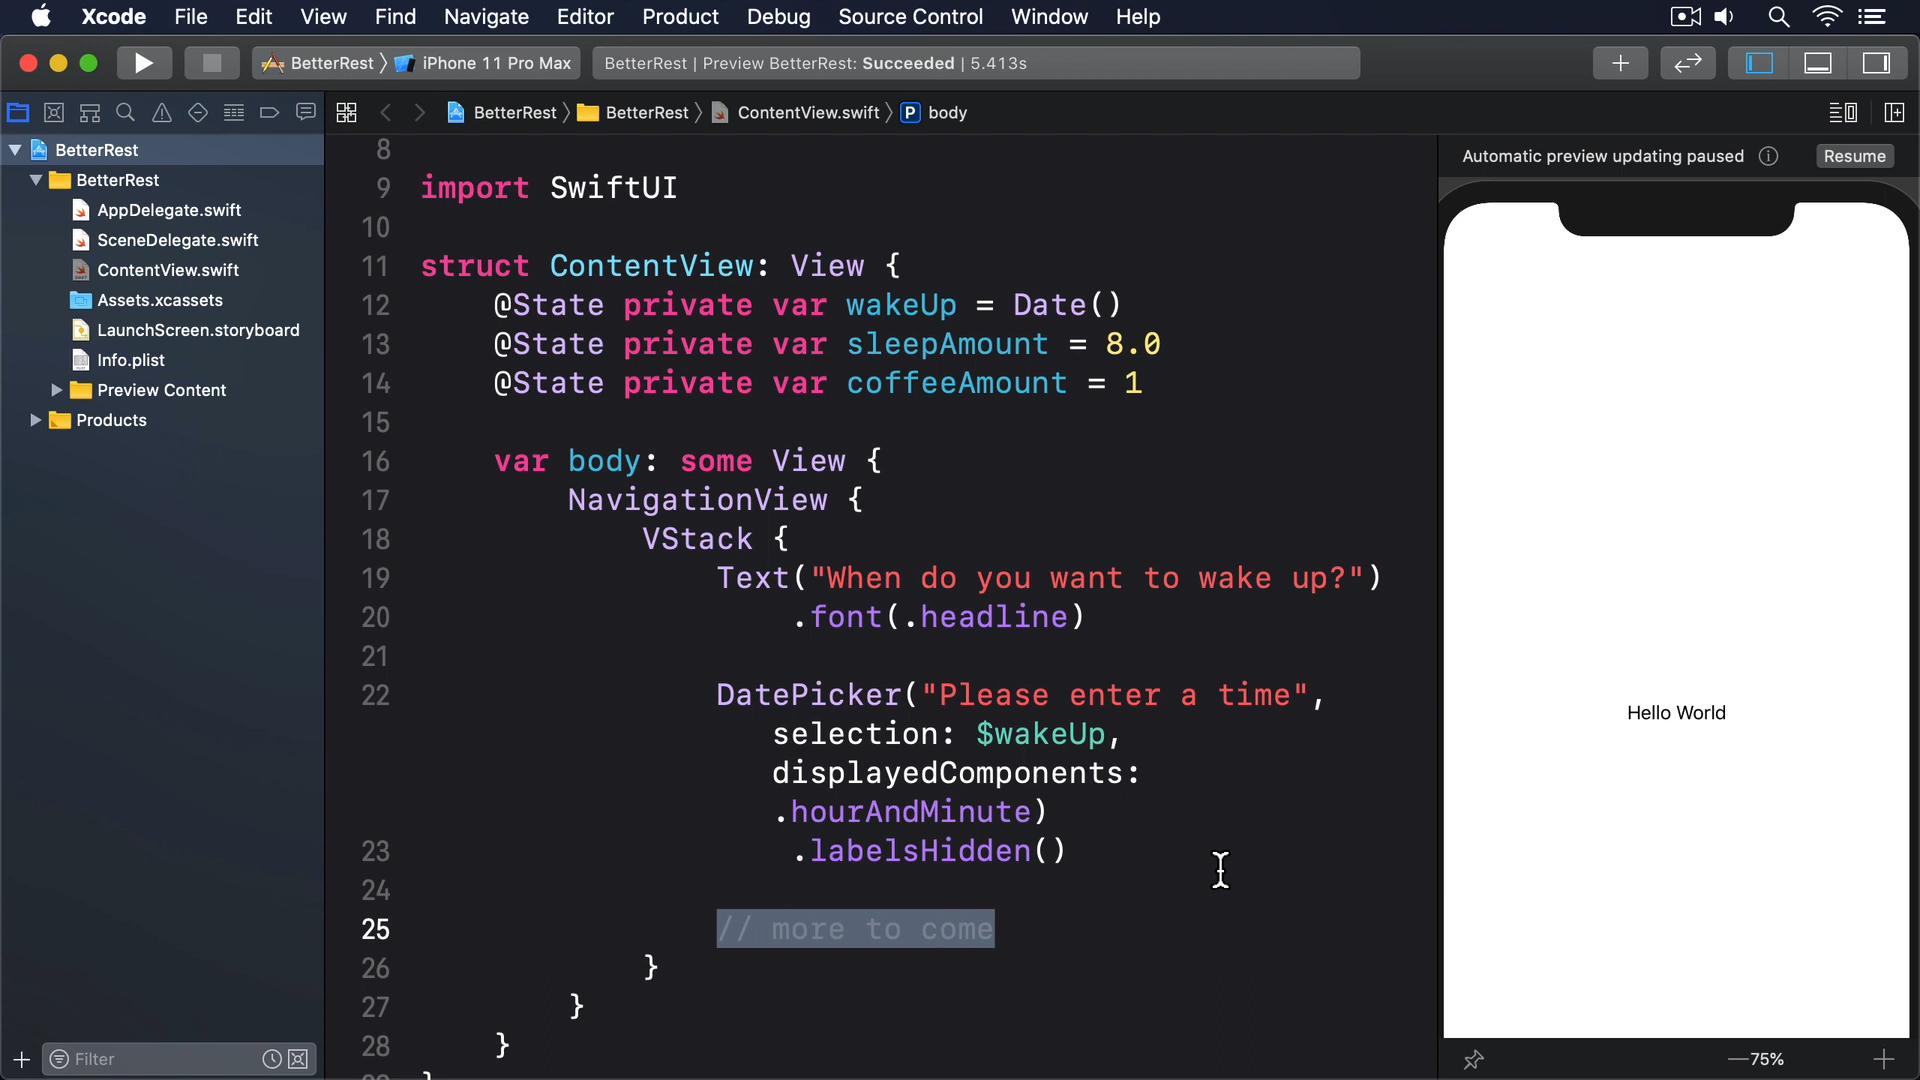 Xcode File Edit View Find Navigate Editor Product Debug Source Control Window Help
BetterRest iPhone 11 Pro Max
BetterRest | Preview BetterRest: Succeeded | 5.413s
BetterRest BetterRest ContentView.swift P body
BetterRest
BetterRest
AppDelegate.swift
SceneDelegate.swift
ContentView.swift
Assets.xcassets
LaunchScreen.storyboard
Info.plist
Preview Content
Products
Filter
8
9 import SwiftUI
10
11 struct ContentView: View {
12 @State private var wakeUp = Date()
13 @State private var sleepAmount = 8.0
14 @State private var coffeeAmount = 1
15
16 var body: some View {
17 NavigationView {
18 VStack {
19 Text("When do you want to wake up?")
20 .font(.headline)
21
22 DatePicker("Please enter a time",
selection: $wakeUp,
displayedComponents:
.hourAndMinute)
23 .labelsHidden()
24
25 // more to come
26 }
27 }
28 }
Automatic preview updating paused Resume
Hello World
75%